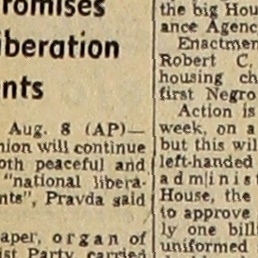 romises
iberation
nts
Aug. 8 (AP)—
nion will continue
oth peaceful and
"national libera-
nts", Pravda said
aper, organ of
ist Party, carried
the big Hou
ance Agenc
Enactmen
Robert C.
housing ch
first Negro
Action is
week, on a
but this wil
left-handed
adminis
House, the
to approve
ly one bill
uniformed